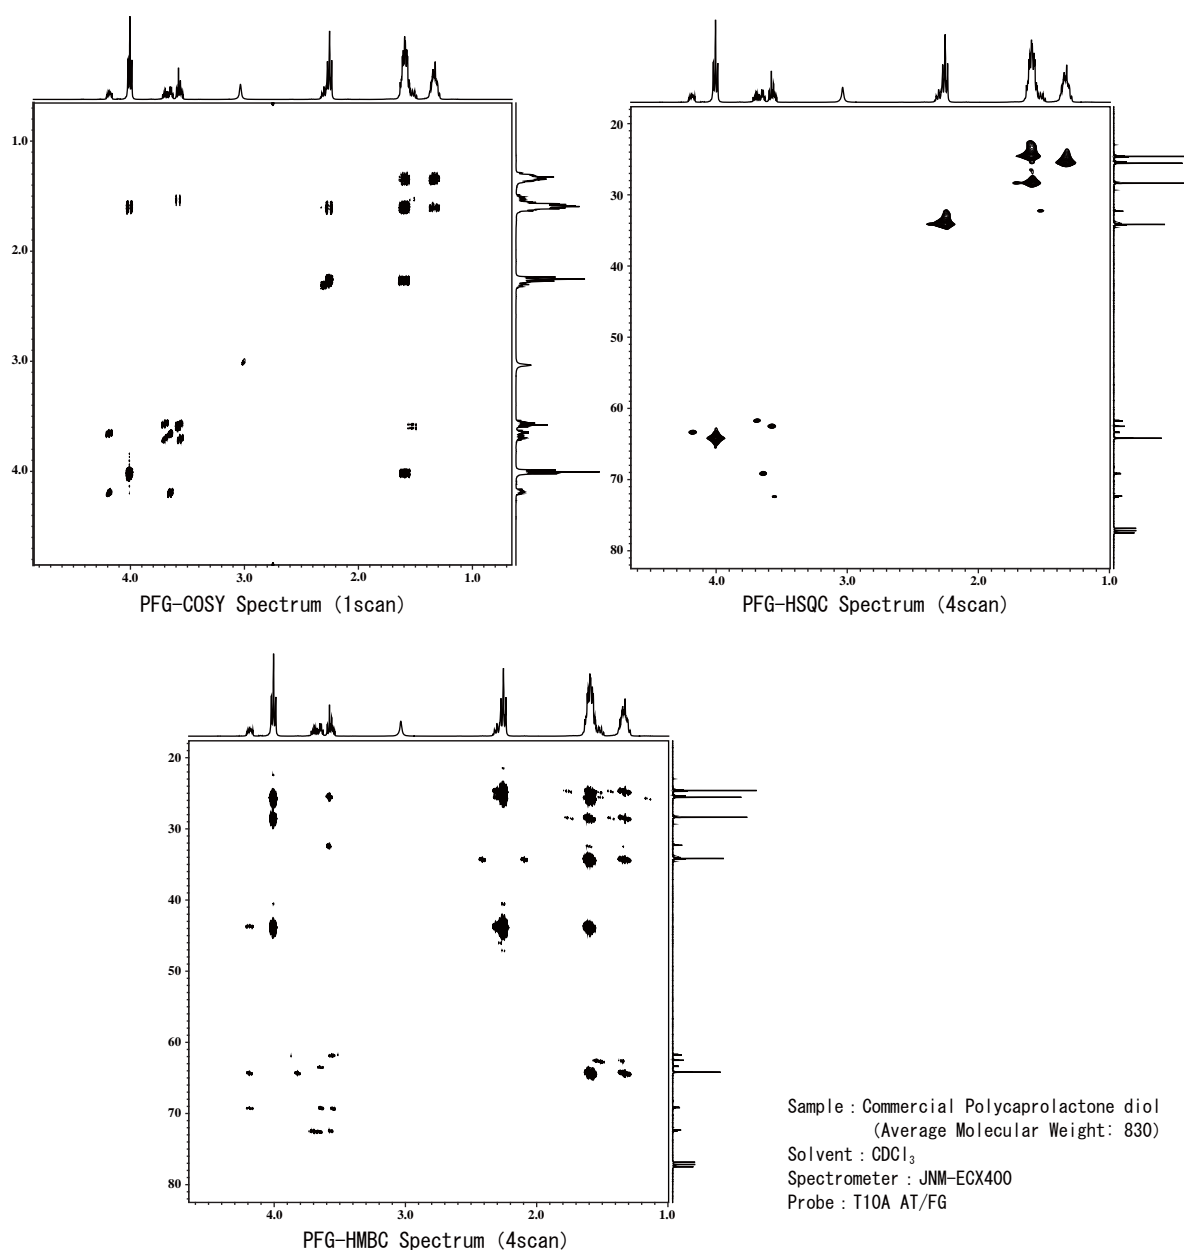 1.0
2.0
3.0
4.0
4.0 3.0 2.0 1.0
PFG-COSY Spectrum (1scan)
20
30
40
50
60
70
80
4.0 3.0 2.0 1.0
PFG-HSQC Spectrum (4scan)
20
30
40
50
60
70
80
4.0 3.0 2.0 1.0
PFG-HMBC Spectrum (4scan)
Sample : Commercial Polycaprolactone diol
(Average Molecular Weight: 830)
Solvent : CDCl₃
Spectrometer : JNM-ECX400
Probe : T10A AT/FG